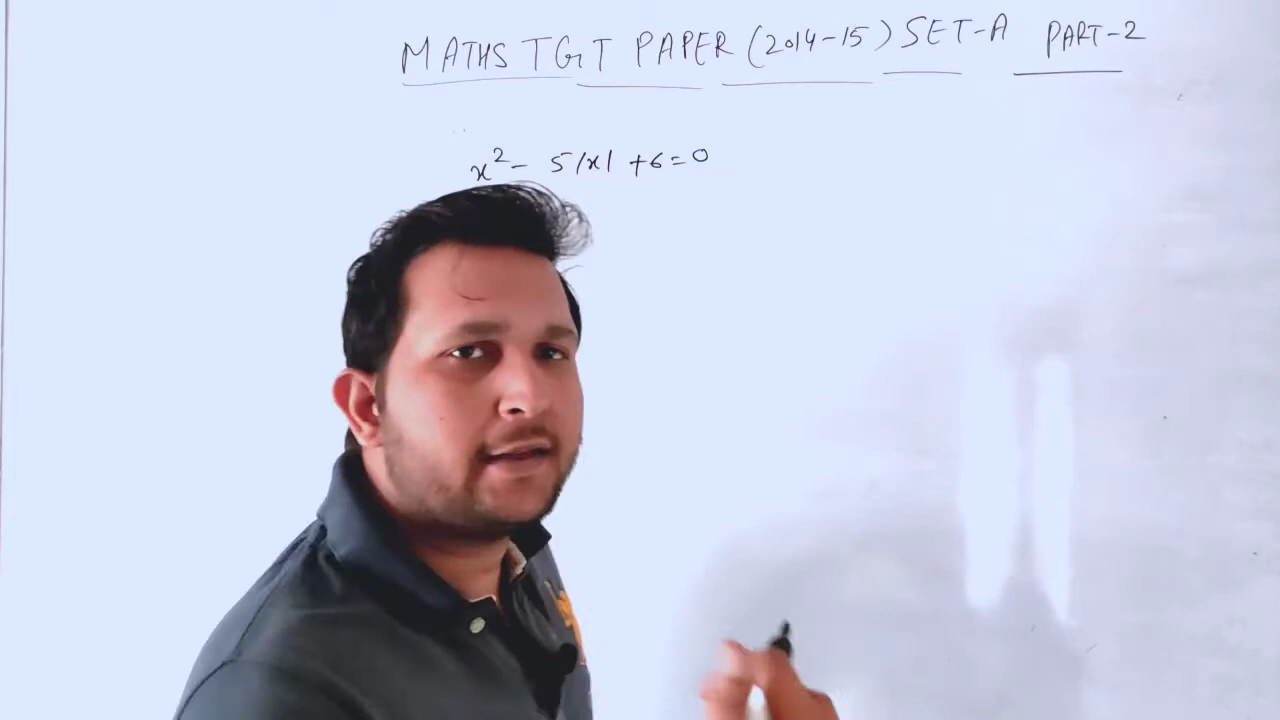 MATHS TGT PAPER (2014-15) SET-A PART-2
x² - 5|x| + 6 = 0